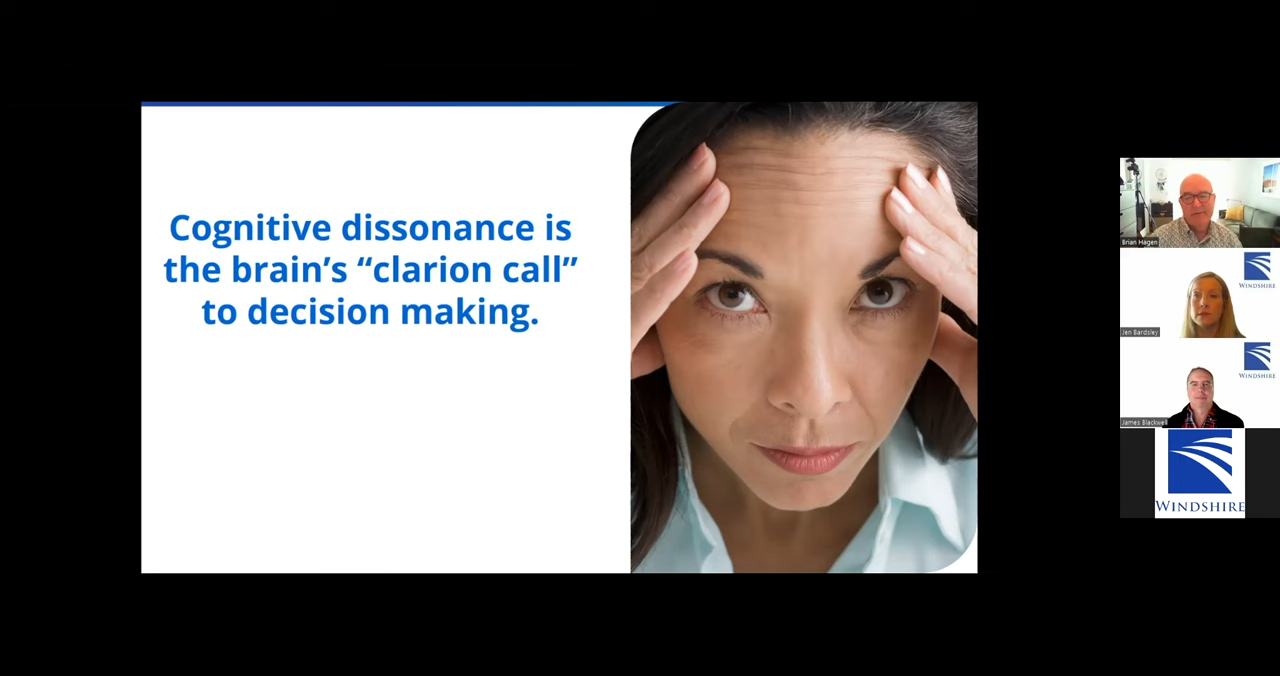 Cognitive dissonance is
the brain’s “clarion call”
to decision making.
Brian Hagen
WINDSHIRE
Jen Bardsley
WINDSHIRE
James Blackwell
WINDSHIRE